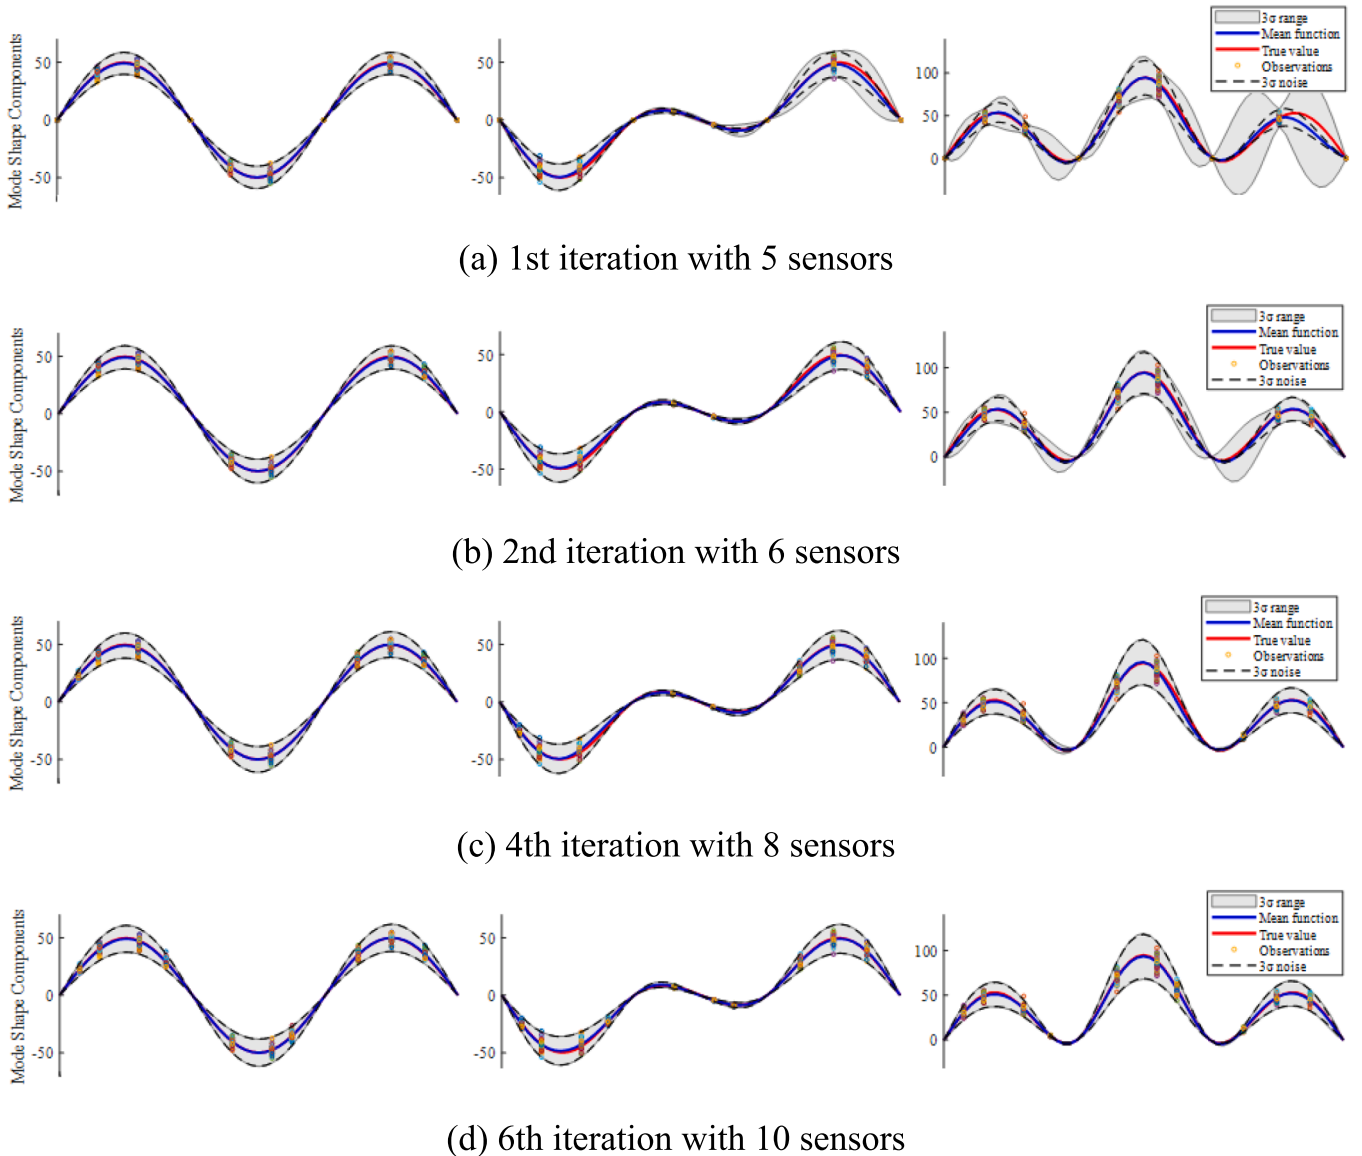 3σ range
Mean function
True value
Observations
3σ noise
Mode Shape Components
50
0
-50
50
0
-50
100
50
0
(a) 1st iteration with 5 sensors
3σ range
Mean function
True value
Observations
3σ noise
Mode Shape Components
50
0
-50
50
0
-50
100
50
0
(b) 2nd iteration with 6 sensors
3σ range
Mean function
True value
Observations
3σ noise
Mode Shape Components
50
0
-50
50
0
-50
100
50
0
(c) 4th iteration with 8 sensors
3σ range
Mean function
True value
Observations
3σ noise
Mode Shape Components
50
0
-50
50
0
-50
100
50
0
(d) 6th iteration with 10 sensors